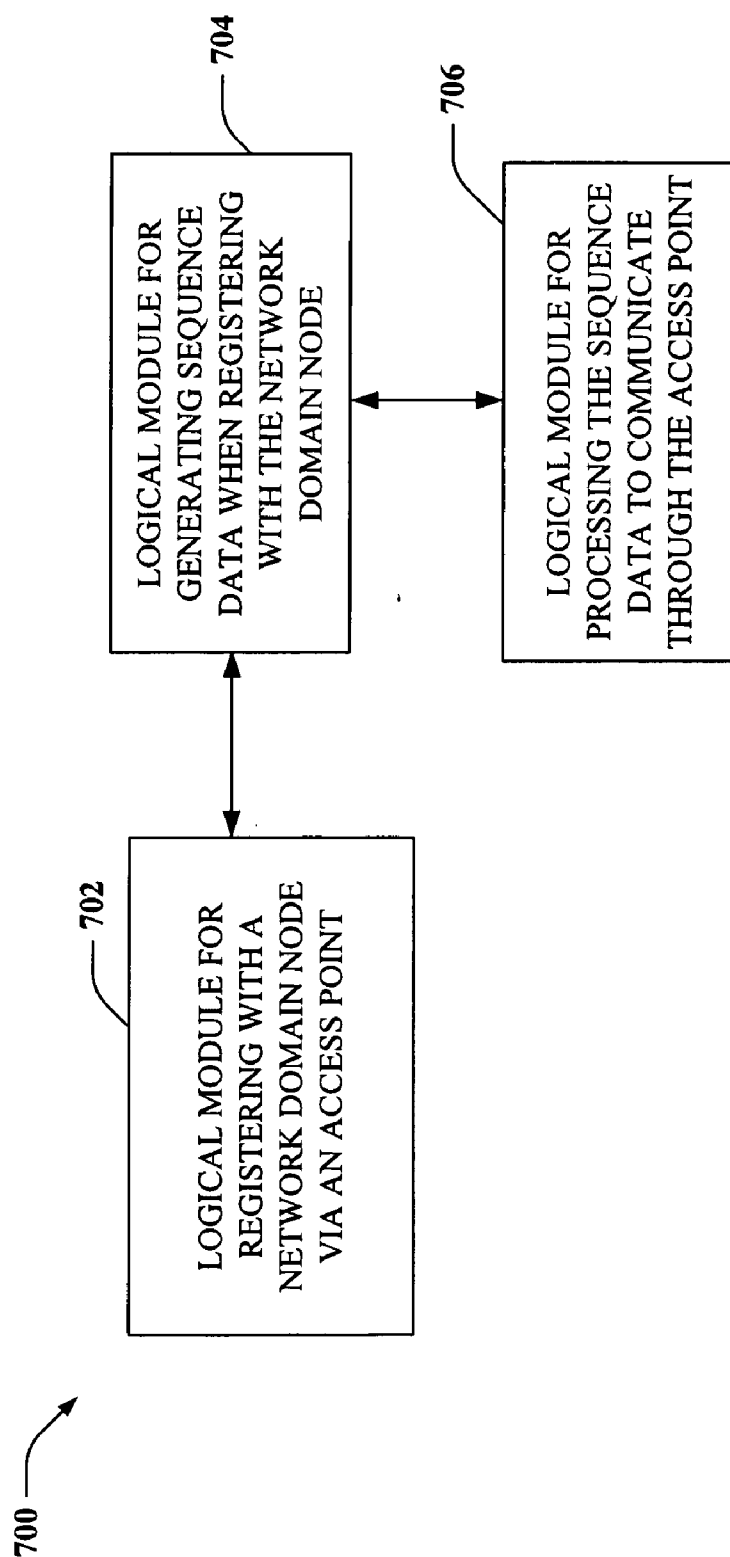 700
702
LOGICAL MODULE FOR
REGISTERING WITH A
NETWORK DOMAIN NODE
VIA AN ACCESS POINT
704
LOGICAL MODULE FOR
GENERATING SEQUENCE
DATA WHEN REGISTERING
WITH THE NETWORK
DOMAIN NODE
706
LOGICAL MODULE FOR
PROCESSING THE SEQUENCE
DATA TO COMMUNICATE
THROUGH THE ACCESS POINT